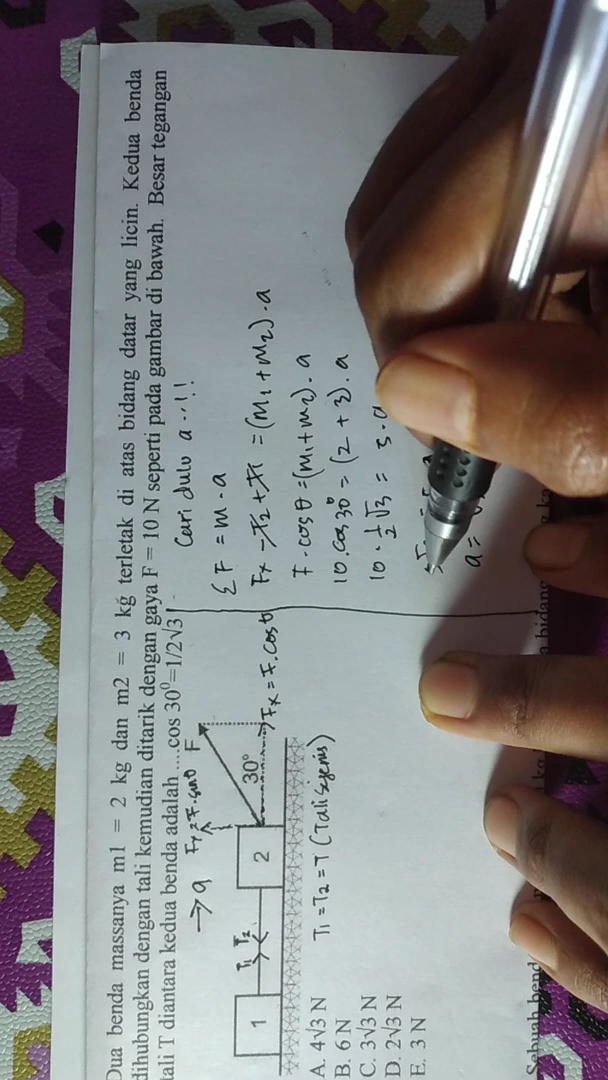 Dua benda massanya m1 = 2 kg dan m2 = 3 kg terletak di atas bidang datar yang licin. Kedua benda
dihubungkan dengan tali kemudian ditarik dengan gaya F = 10 N seperti pada gambar di bawah. Besar tegangan
tali T diantara kedua benda adalah ....cos 30⁰=1/2√3
→ a
Fy = F. sin θ
F
30°
Fx = F. cos θ
1
T1 T2
2
T1 = T2 = T (Tali sejenis)
A. 4√3 N
B. 6 N
C. 3√3 N
D. 2√3 N
E. 3 N
Cari dulu a ...!!
Σ F = m . a
Fx - T2 + T1 = (m1 + m2) . a
F . cos θ = (m1 + m2) . a
10 . cos 30° = (2 + 3) . a
10 . 1/2 √3 = 5 . a
a =
Sebuah bend